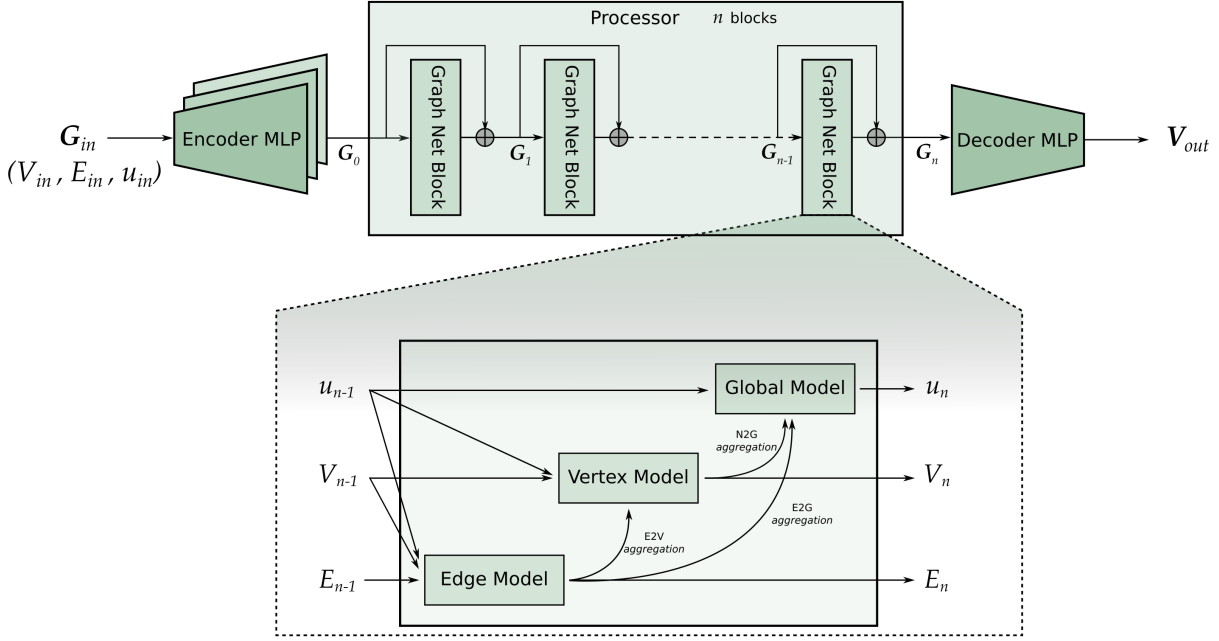 Processor n blocks
G_in
(V_in, E_in, u_in)
Encoder MLP
G_0
Graph Net Block
G_1
Graph Net Block
G_n-1
Graph Net Block
G_n
Decoder MLP
V_out
u_n-1
Global Model
u_n
N2G
aggregation
V_n-1
Vertex Model
V_n
E2G
aggregation
E2V
aggregation
E_n-1
Edge Model
E_n